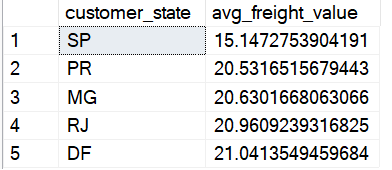 customer_state avg_freight_value
1 SP 15.1472753904191
2 PR 20.5316515679443
3 MG 20.6301668063066
4 RJ 20.9609239316825
5 DF 21.0413549459684